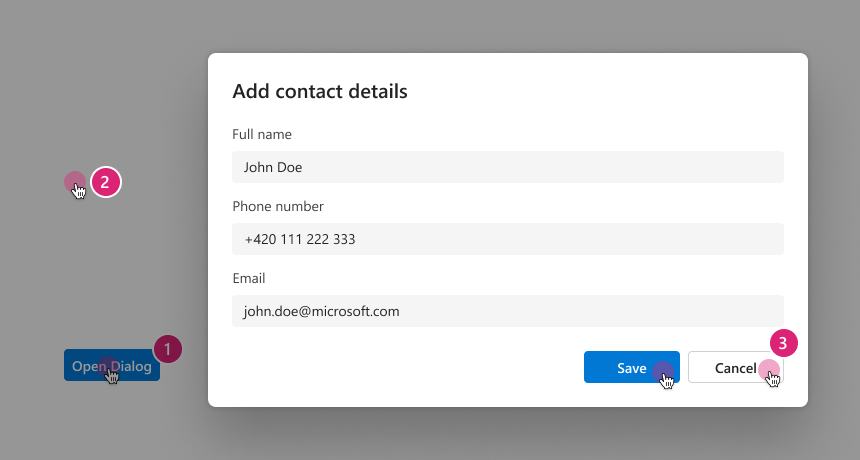 Add contact details
Full name
John Doe
2
Phone number
+420 111 222 333
Email
john.doe@microsoft.com
1
3
Open Dialog
Save
Cancel